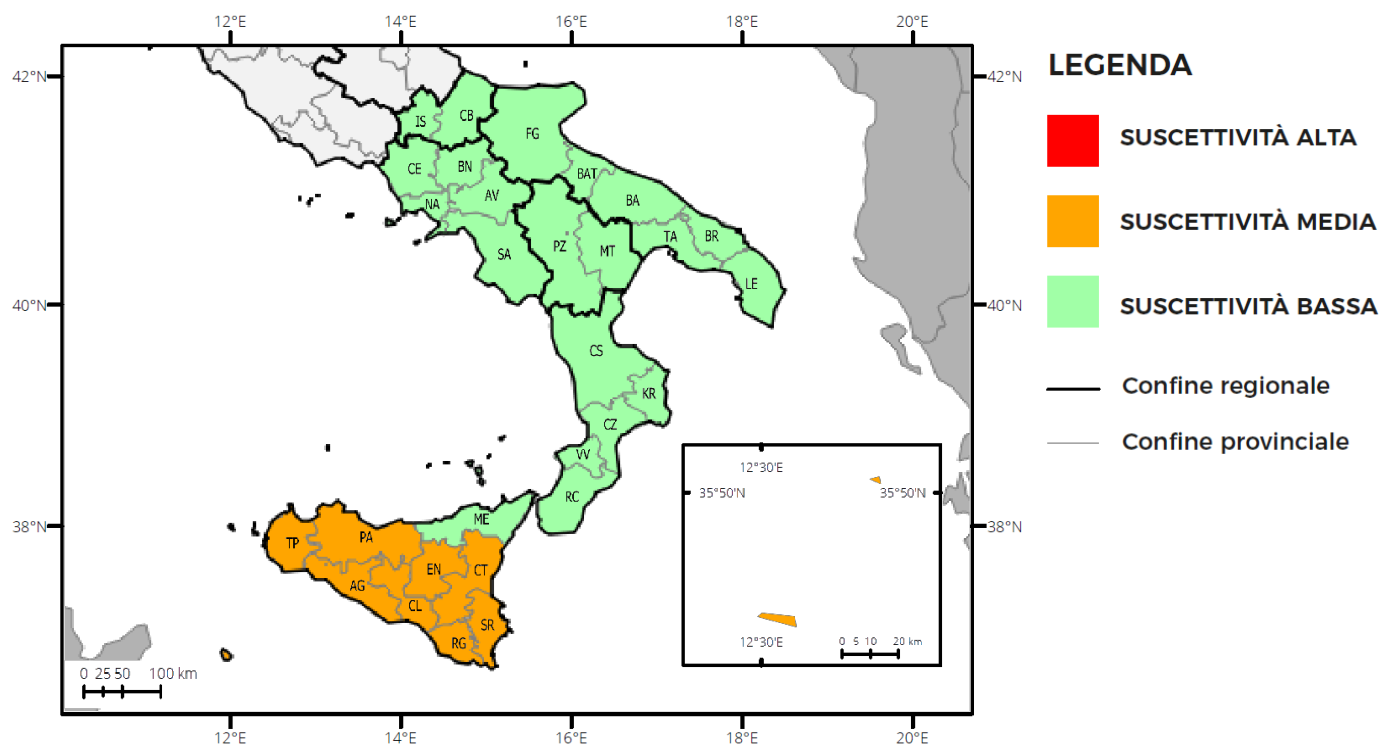 12°E 14°E 16°E 18°E 20°E
42°N 42°N
LEGENDA
SUSCETTIVITÀ ALTA
SUSCETTIVITÀ MEDIA
SUSCETTIVITÀ BASSA
Confine regionale
Confine provinciale
IS CB FG
CE BN BAT
NA AV BA
SA PZ MT TA BR
LE
40°N 40°N
CS
KR
CZ
VV
RC
ME
38°N 38°N
TP PA
AG EN CT
CL
SR
RG
12°30'E
35°50'N 35°50'N
12°30'E
0 5 10 20 km
0 25 50 100 km
12°E 14°E 16°E 18°E 20°E